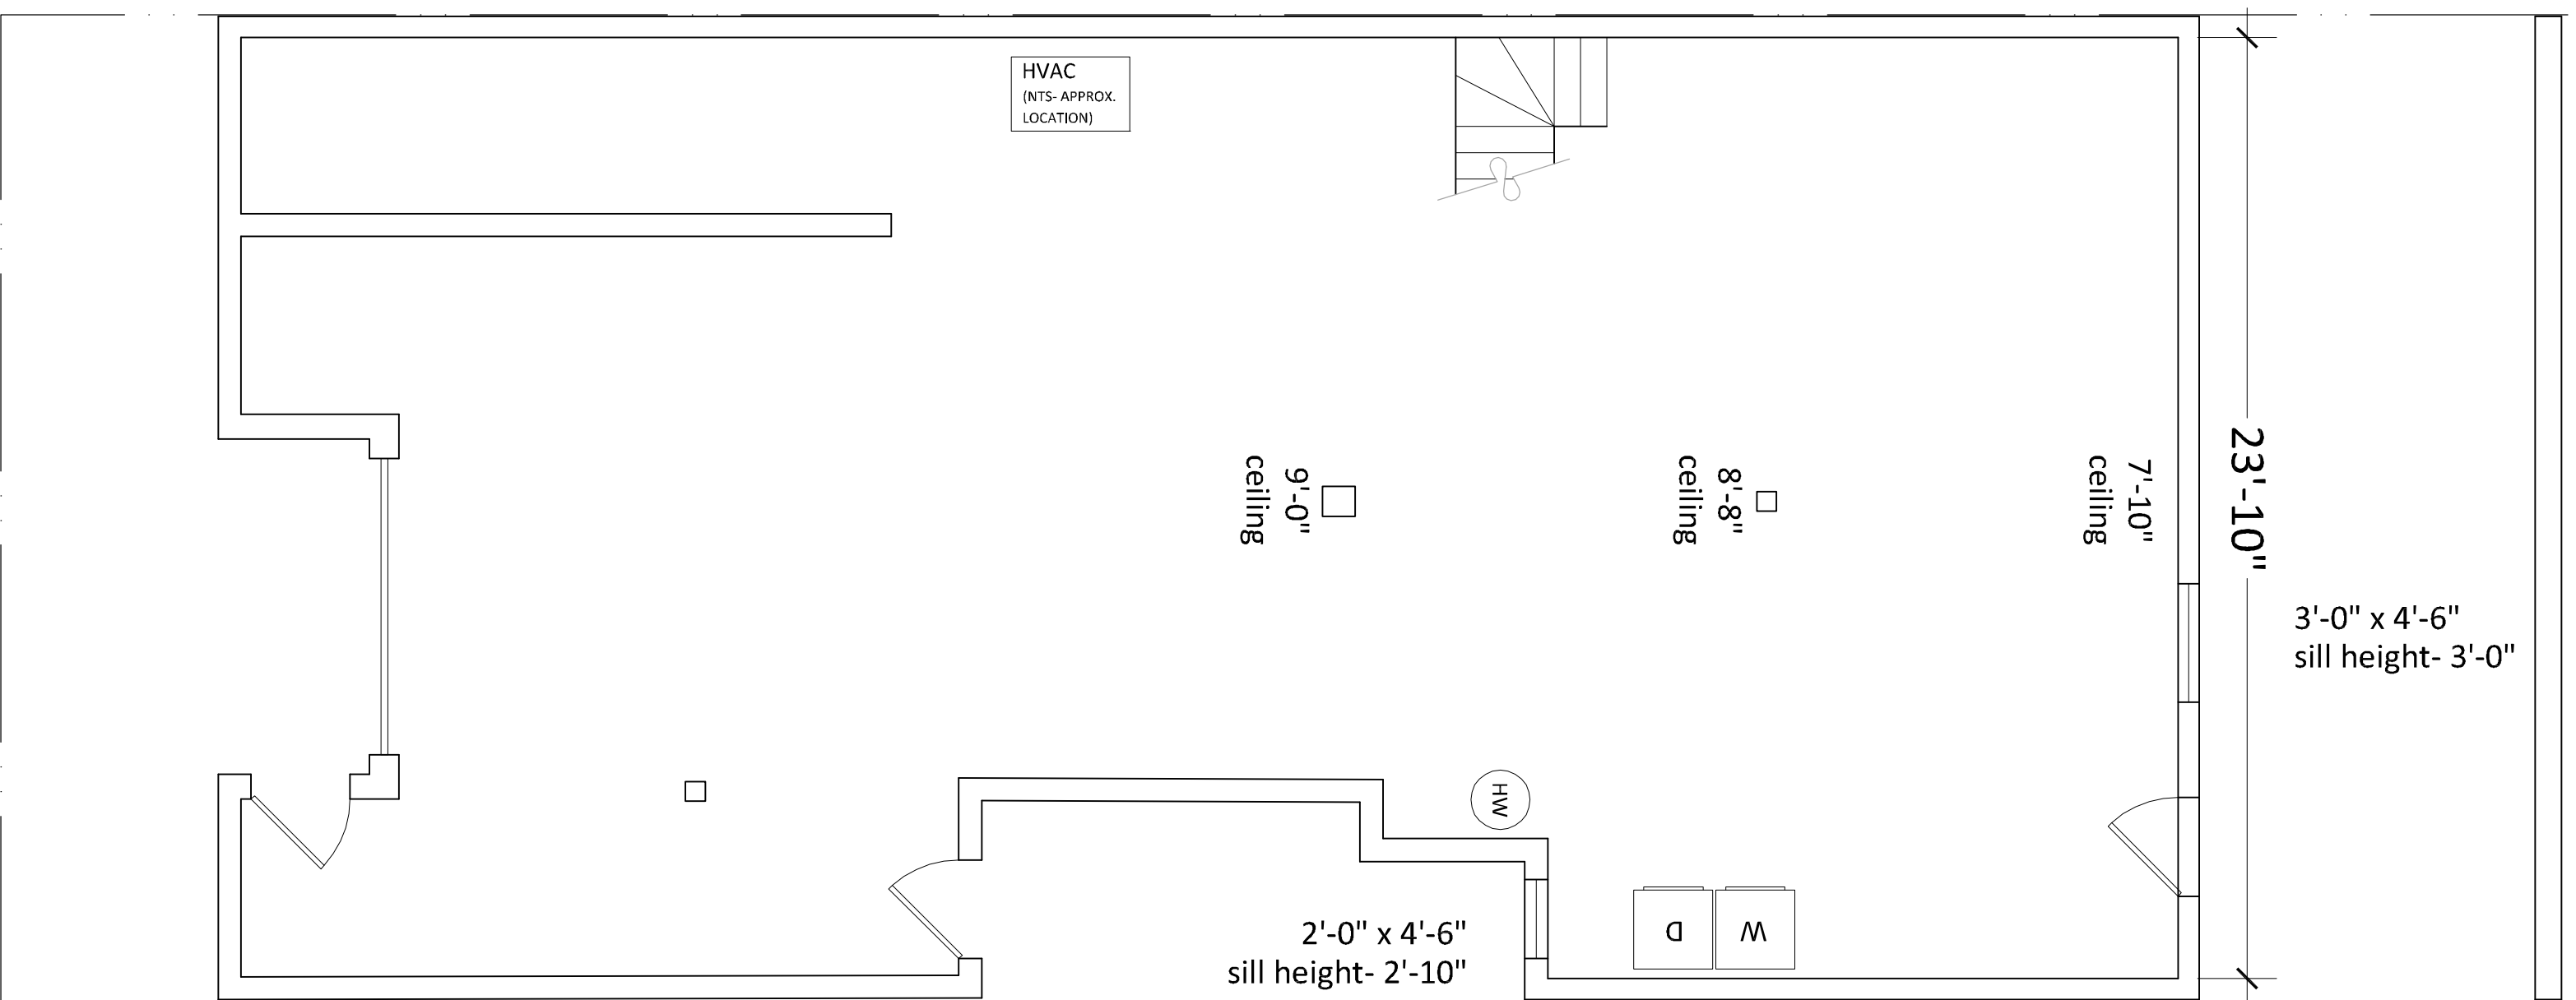 HVAC
(NTS- APPROX.
LOCATION)
9'-0"
ceiling
8'-8"
ceiling
7'-10"
ceiling
23'-10"
3'-0" x 4'-6"
sill height- 3'-0"
HW
2'-0" x 4'-6"
sill height- 2'-10"
D
W